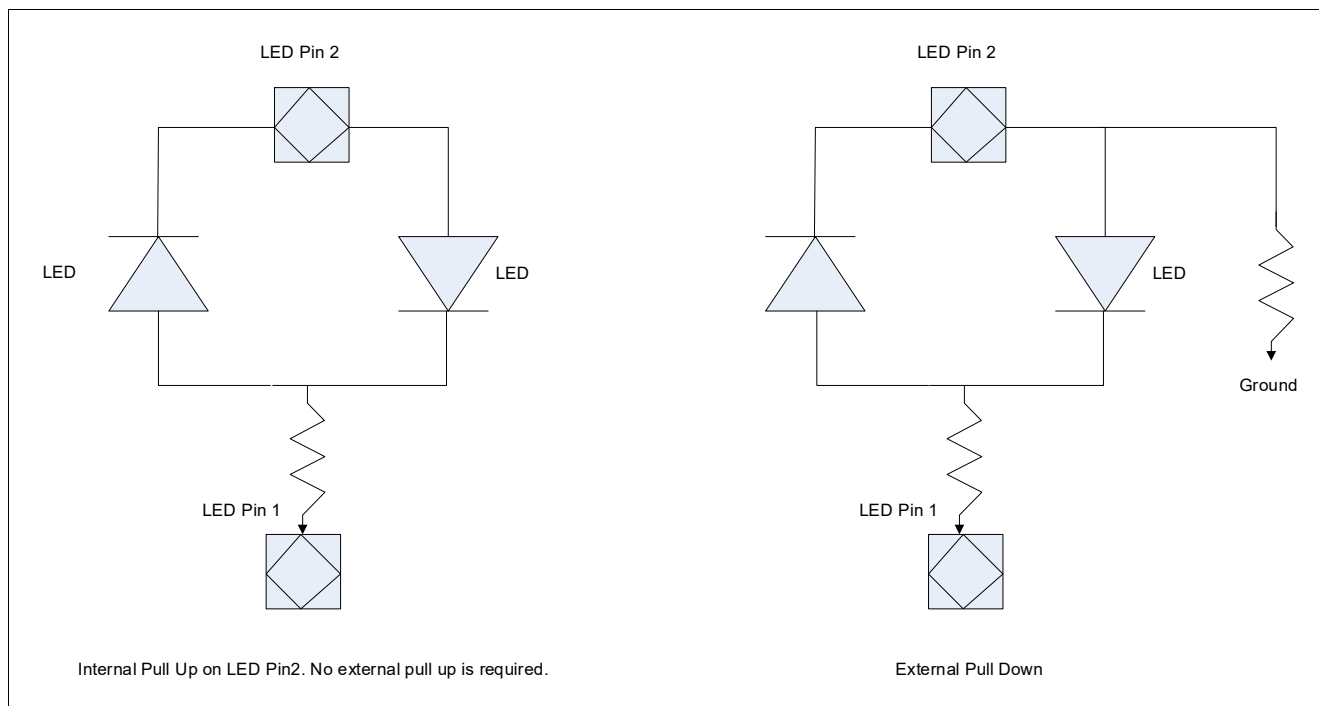 LED Pin 2
LED Pin 2
LED
LED
LED
Ground
LED Pin 1
LED Pin 1
Internal Pull Up on LED Pin2. No external pull up is required.
External Pull Down